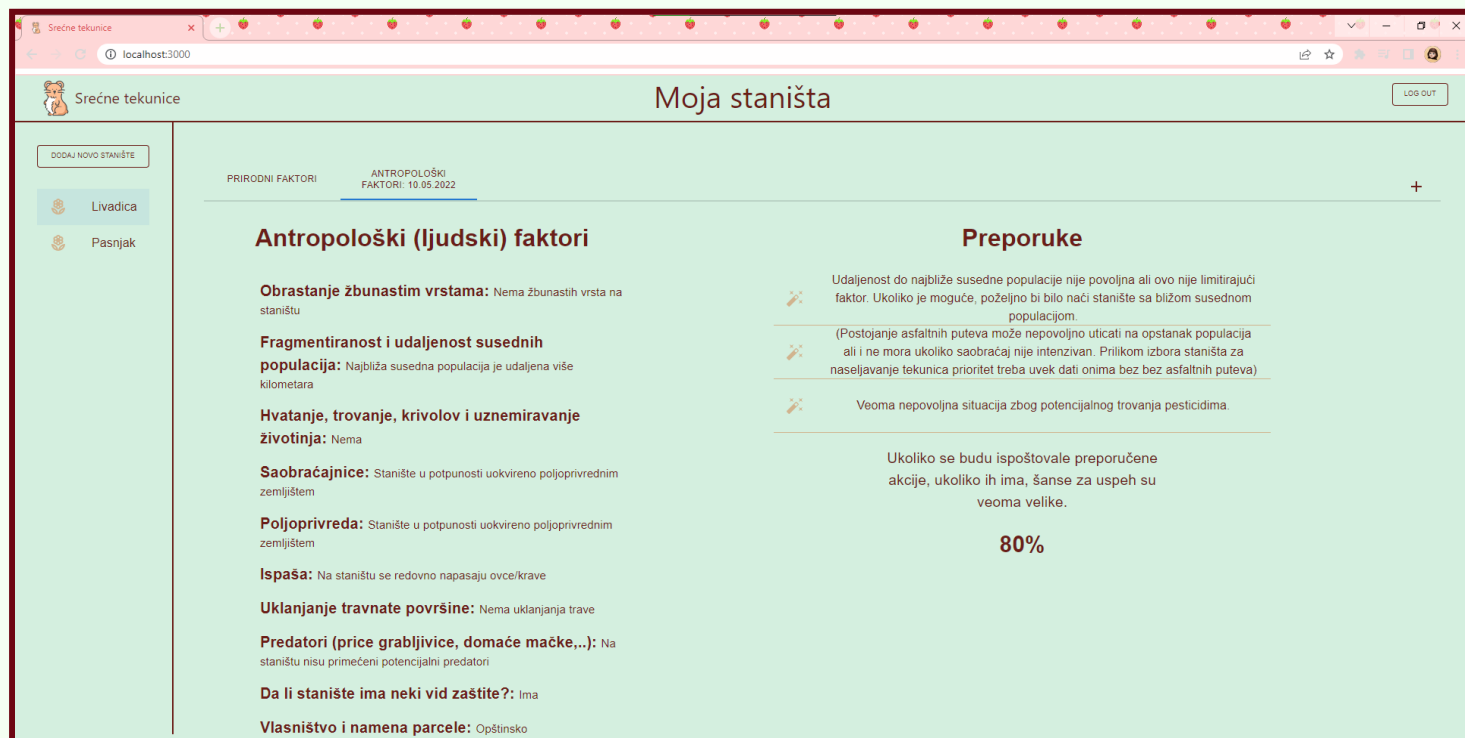 Srećne tekunice
localhost:3000
Srećne tekunice
Moja staništa
LOG OUT
DODAJ NOVO STANIŠTE
Livadica
Pasnjak
PRIRODNI FAKTORI
ANTROPOLOŠKI
FAKTORI: 10.05.2022
+
Antropološki (ljudski) faktori
Obrastanje žbunastim vrstama: Nema žbunastih vrsta na
staništu
Fragmentiranost i udaljenost susednih
populacija: Najbliža susedna populacija je udaljena više
kilometara
Hvatanje, trovanje, krivolov i uznemiravanje
životinja: Nema
Saobraćajnice: Stanište u potpunosti uokvireno poljoprivrednim
zemljištem
Poljoprivreda: Stanište u potpunosti uokvireno poljoprivrednim
zemljištem
Ispaša: Na staništu se redovno napasaju ovce/krave
Uklanjanje travnate površine: Nema uklanjanja trave
Predatori (price grabljivice, domaće mačke,..): Na
staništu nisu primećeni potencijalni predatori
Da li stanište ima neki vid zaštite?: Ima
Vlasništvo i namena parcele: Opštinsko
Preporuke
Udaljenost do najbliže susedne populacije nije povoljna ali ovo nije limitirajući
faktor. Ukoliko je moguće, poželjno bi bilo naći stanište sa bližom susednom
populacijom.
(Postojanje asfaltnih puteva može nepovoljno uticati na opstanak populacija
ali i ne mora ukoliko saobraćaj nije intenzivan. Prilikom izbora staništa za
naseljavanje tekunica prioritet treba uvek dati onima bez bez asfaltnih puteva)
Veoma nepovoljna situacija zbog potencijalnog trovanja pesticidima.
Ukoliko se budu ispoštovale preporučene
akcije, ukoliko ih ima, šanse za uspeh su
veoma velike.
80%